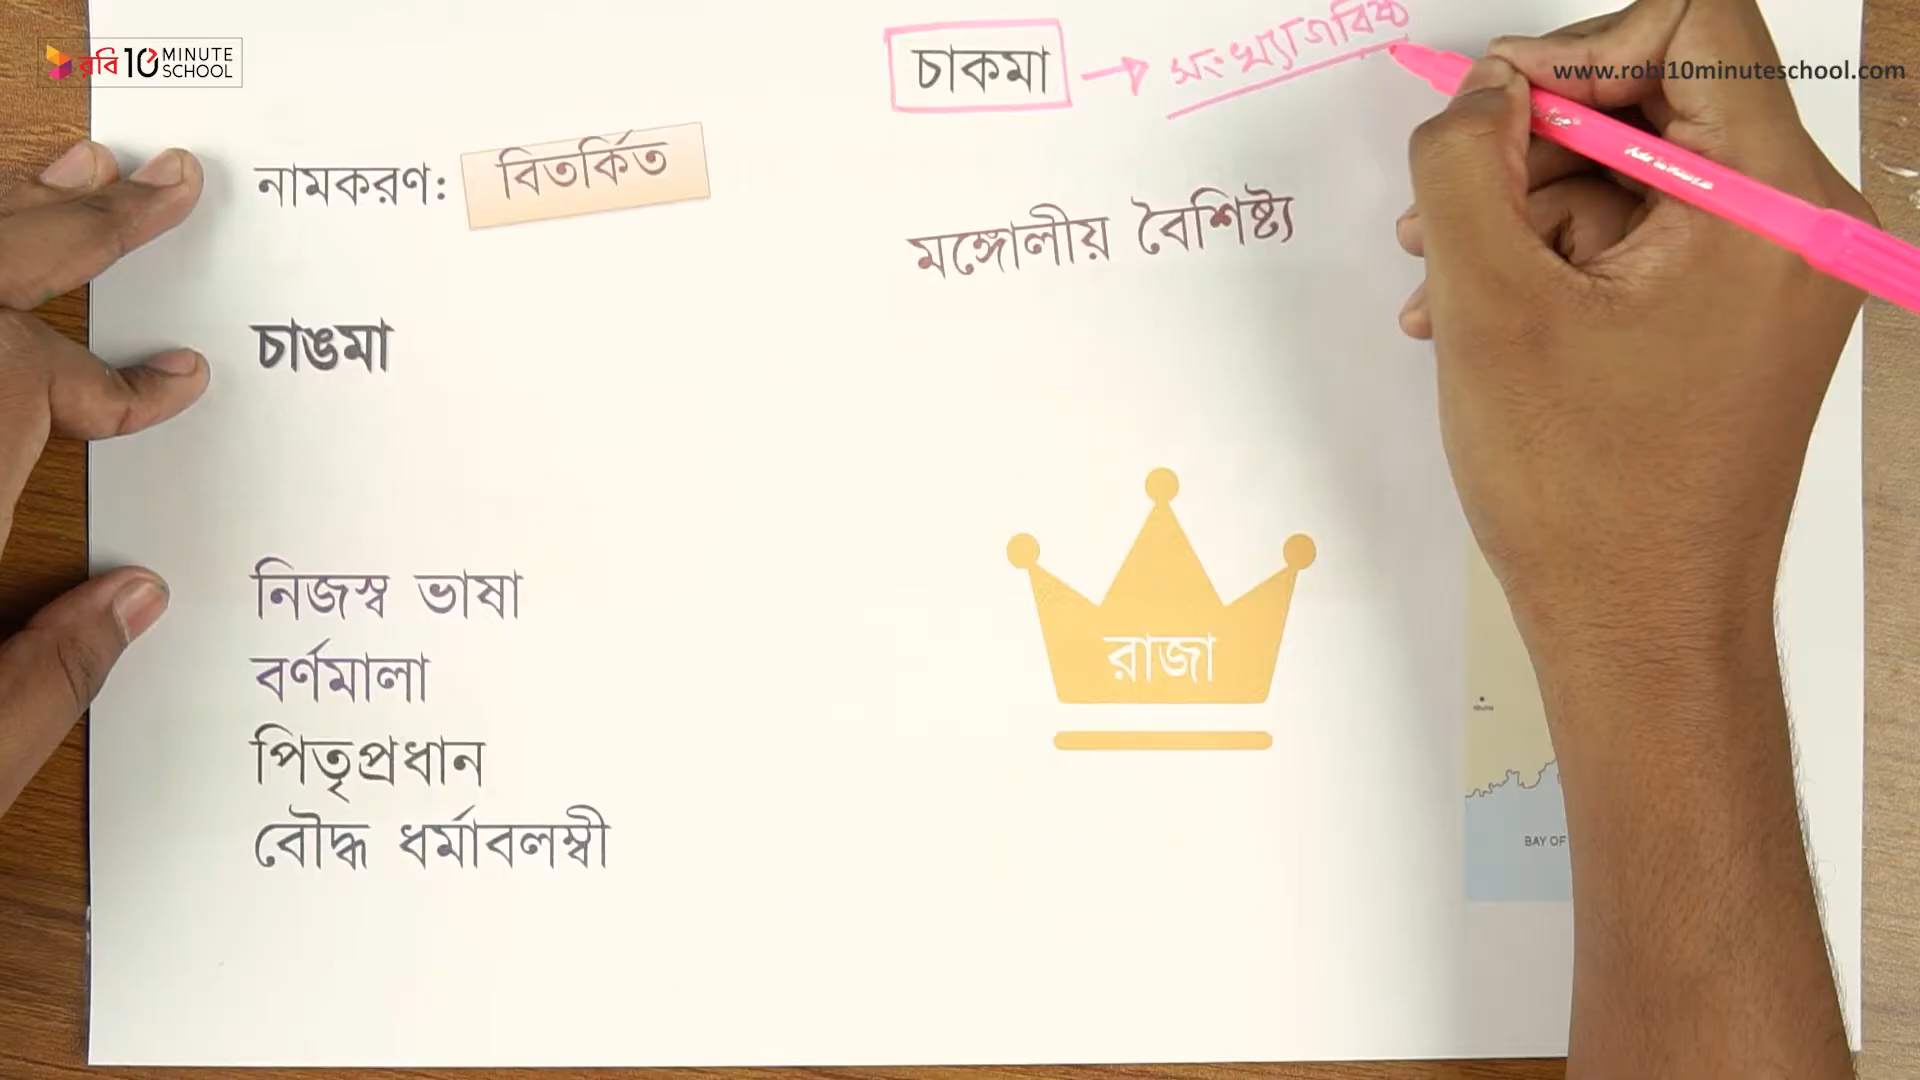 রবি 10 MINUTE SCHOOL
www.robi10minuteschool.com
চাকমা → সংখ্যাগরিষ্ঠ
নামকরণ: বিতর্কিত
মঙ্গোলীয় বৈশিষ্ট্য
চাঙমা
রাজা
নিজস্ব ভাষা
বর্ণমালা
পিতৃপ্রধান
বৌদ্ধ ধর্মাবলম্বী
BAY OF